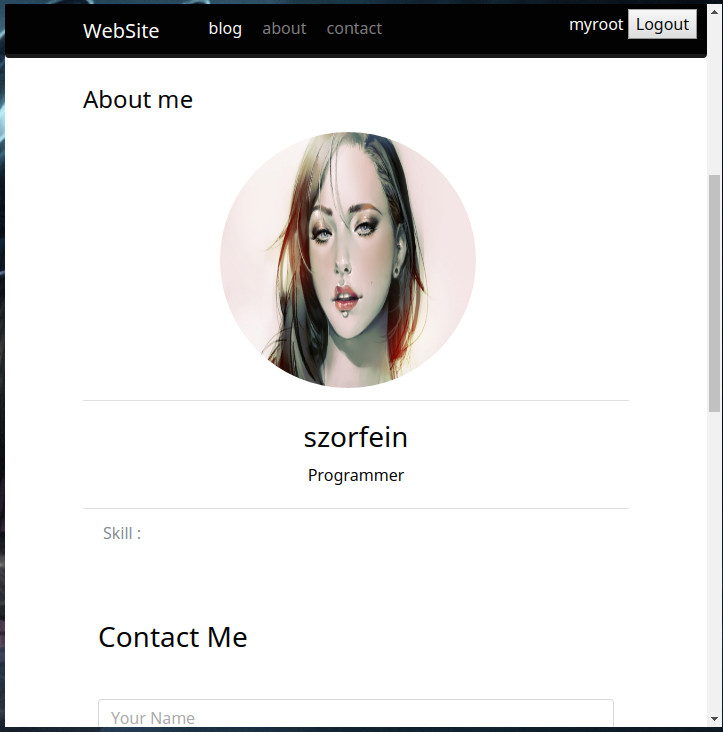 WebSite blog about contact myroot Logout
About me
szorfein
Programmer
Skill :
Contact Me
Your Name